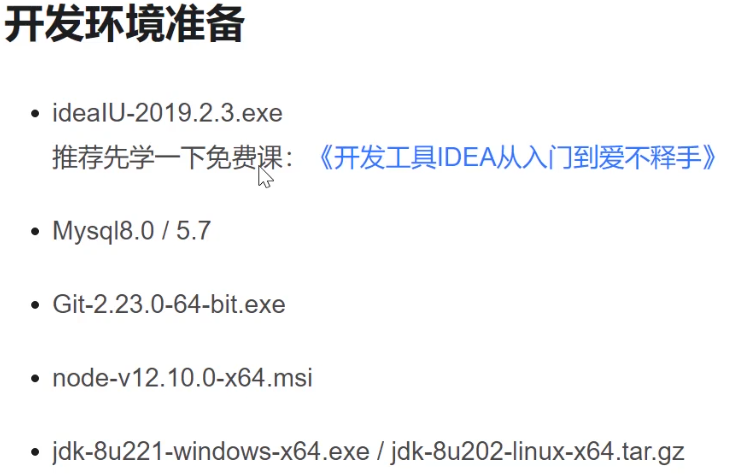 开发环境准备
ideaIU-2019.2.3.exe
推荐先学一下免费课：《开发工具IDEA从入门到爱不释手》
Mysql8.0 / 5.7
Git-2.23.0-64-bit.exe
node-v12.10.0-x64.msi
jdk-8u221-windows-x64.exe / jdk-8u202-linux-x64.tar.gz